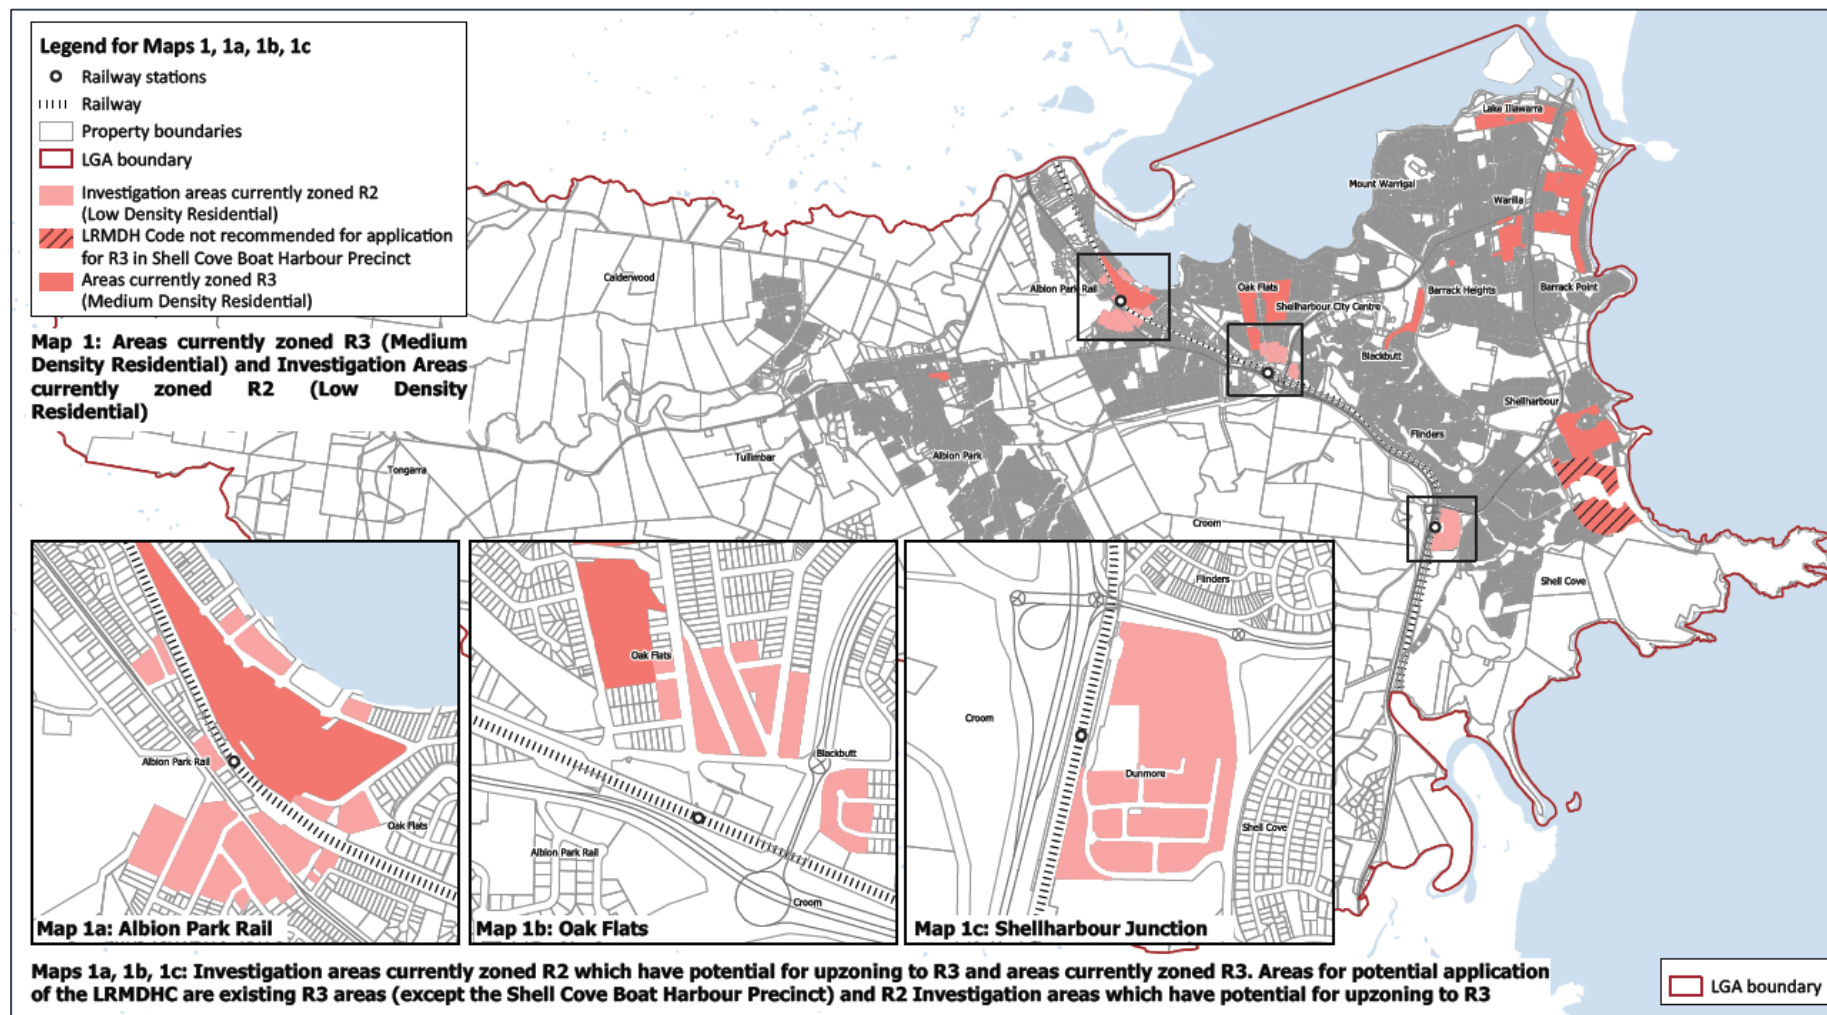 Legend for Maps 1, 1a, 1b, 1c
Railway stations
Railway
Property boundaries
LGA boundary
Investigation areas currently zoned R2
(Low Density Residential)
LRMDH Code not recommended for application
for R3 in Shell Cove Boat Harbour Precinct
Areas currently zoned R3
(Medium Density Residential)
Map 1: Areas currently zoned R3 (Medium
Density Residential) and Investigation Areas
currently zoned R2 (Low Density
Residential)
Lake Illawarra
Mount Warrigal
Warilla
Calderwood
Albion Park Rail
Oak Flats
Shellharbour City Centre
Barrack Heights
Barrack Point
Blackbutt
Shellharbour
Flinders
Tongarra
Tullimbar
Albion Park
Croom
Shell Cove
Albion Park Rail
Oak Flats
Map 1a: Albion Park Rail
Oak Flats
Blackbutt
Albion Park Rail
Croom
Map 1b: Oak Flats
Flinders
Croom
Dunmore
Shell Cove
Map 1c: Shellharbour Junction
Maps 1a, 1b, 1c: Investigation areas currently zoned R2 which have potential for upzoning to R3 and areas currently zoned R3. Areas for potential application
of the LRMDHC are existing R3 areas (except the Shell Cove Boat Harbour Precinct) and R2 Investigation areas which have potential for upzoning to R3
LGA boundary